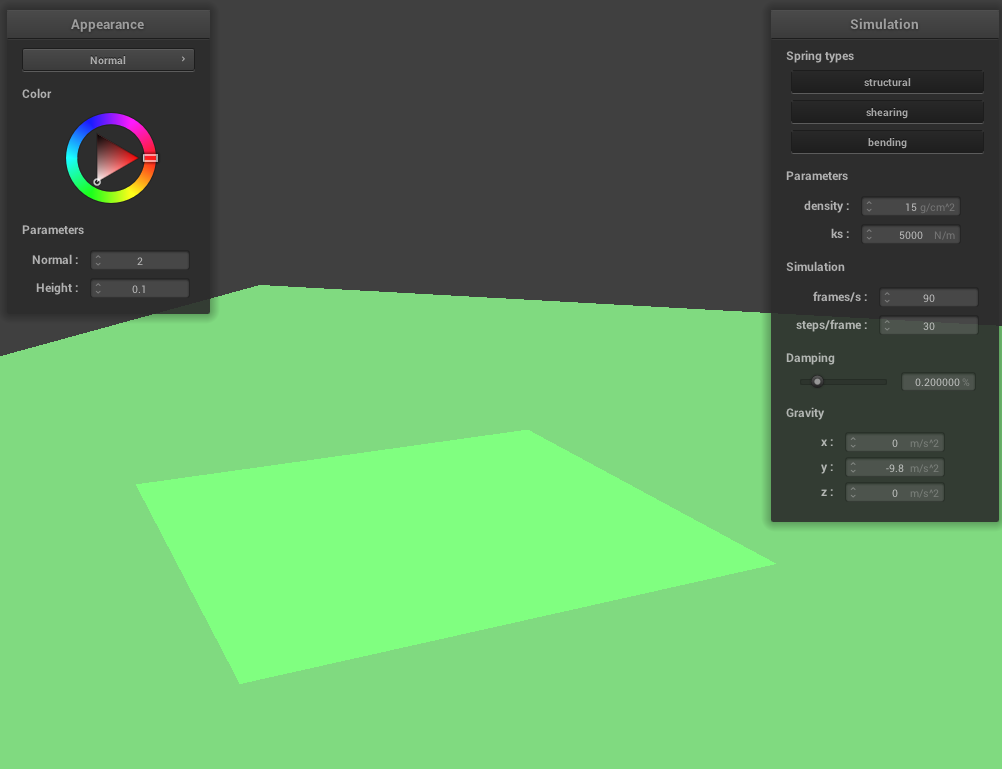 Appearance
Normal
Color
Parameters
Normal :
2
Height :
0.1
Simulation
Spring types
structural
shearing
bending
Parameters
density : 15 g/cm^2
ks : 5000 N/m
Simulation
frames/s : 90
steps/frame : 30
Damping
0.200000 %
Gravity
x : 0 m/s^2
y : -9.8 m/s^2
z : 0 m/s^2